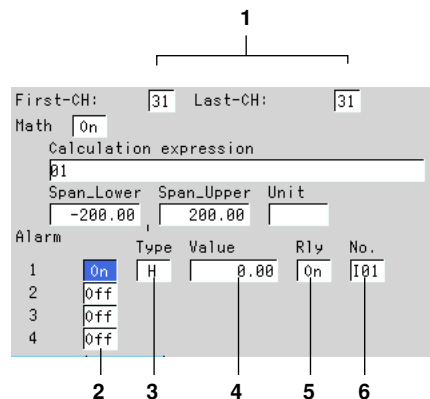 1
First-CH: 31 Last-CH: 31
Math On
Calculation expression
01
Span_Lower Span_Upper Unit
-200.00 200.00
Alarm
Type Value Rly No.
1 On H 0.00 On I01
2 Off
3 Off
4 Off
2 3 4 5 6